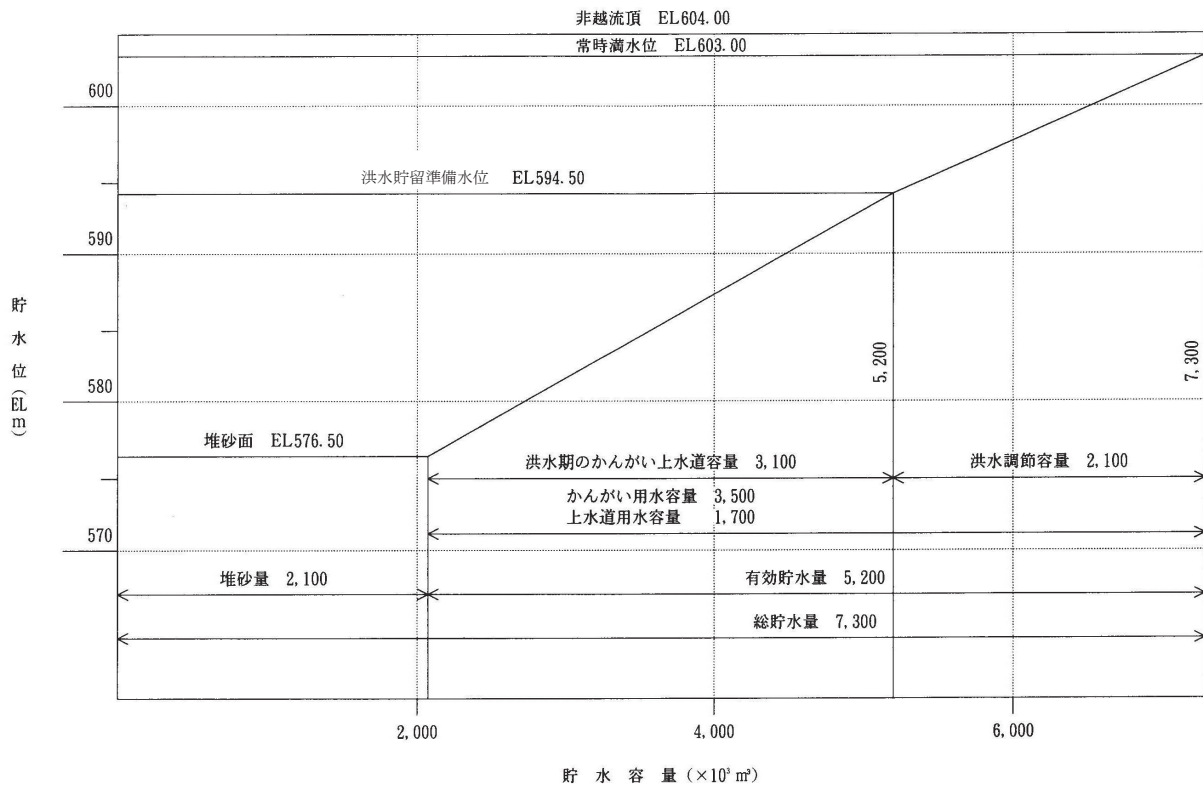 非越流頂 EL604.00
常時満水位 EL603.00
600
洪水貯留準備水位 EL594.50
590
貯水位(ELm)
5,200
7,300
580
堆砂面 EL576.50
洪水期のかんがい上水道容量 3,100
洪水調節容量 2,100
かんがい用水容量 3,500
上水道用水容量 1,700
570
堆砂量 2,100
有効貯水量 5,200
総貯水量 7,300
2,000
4,000
6,000
貯水容量(×10³㎥)